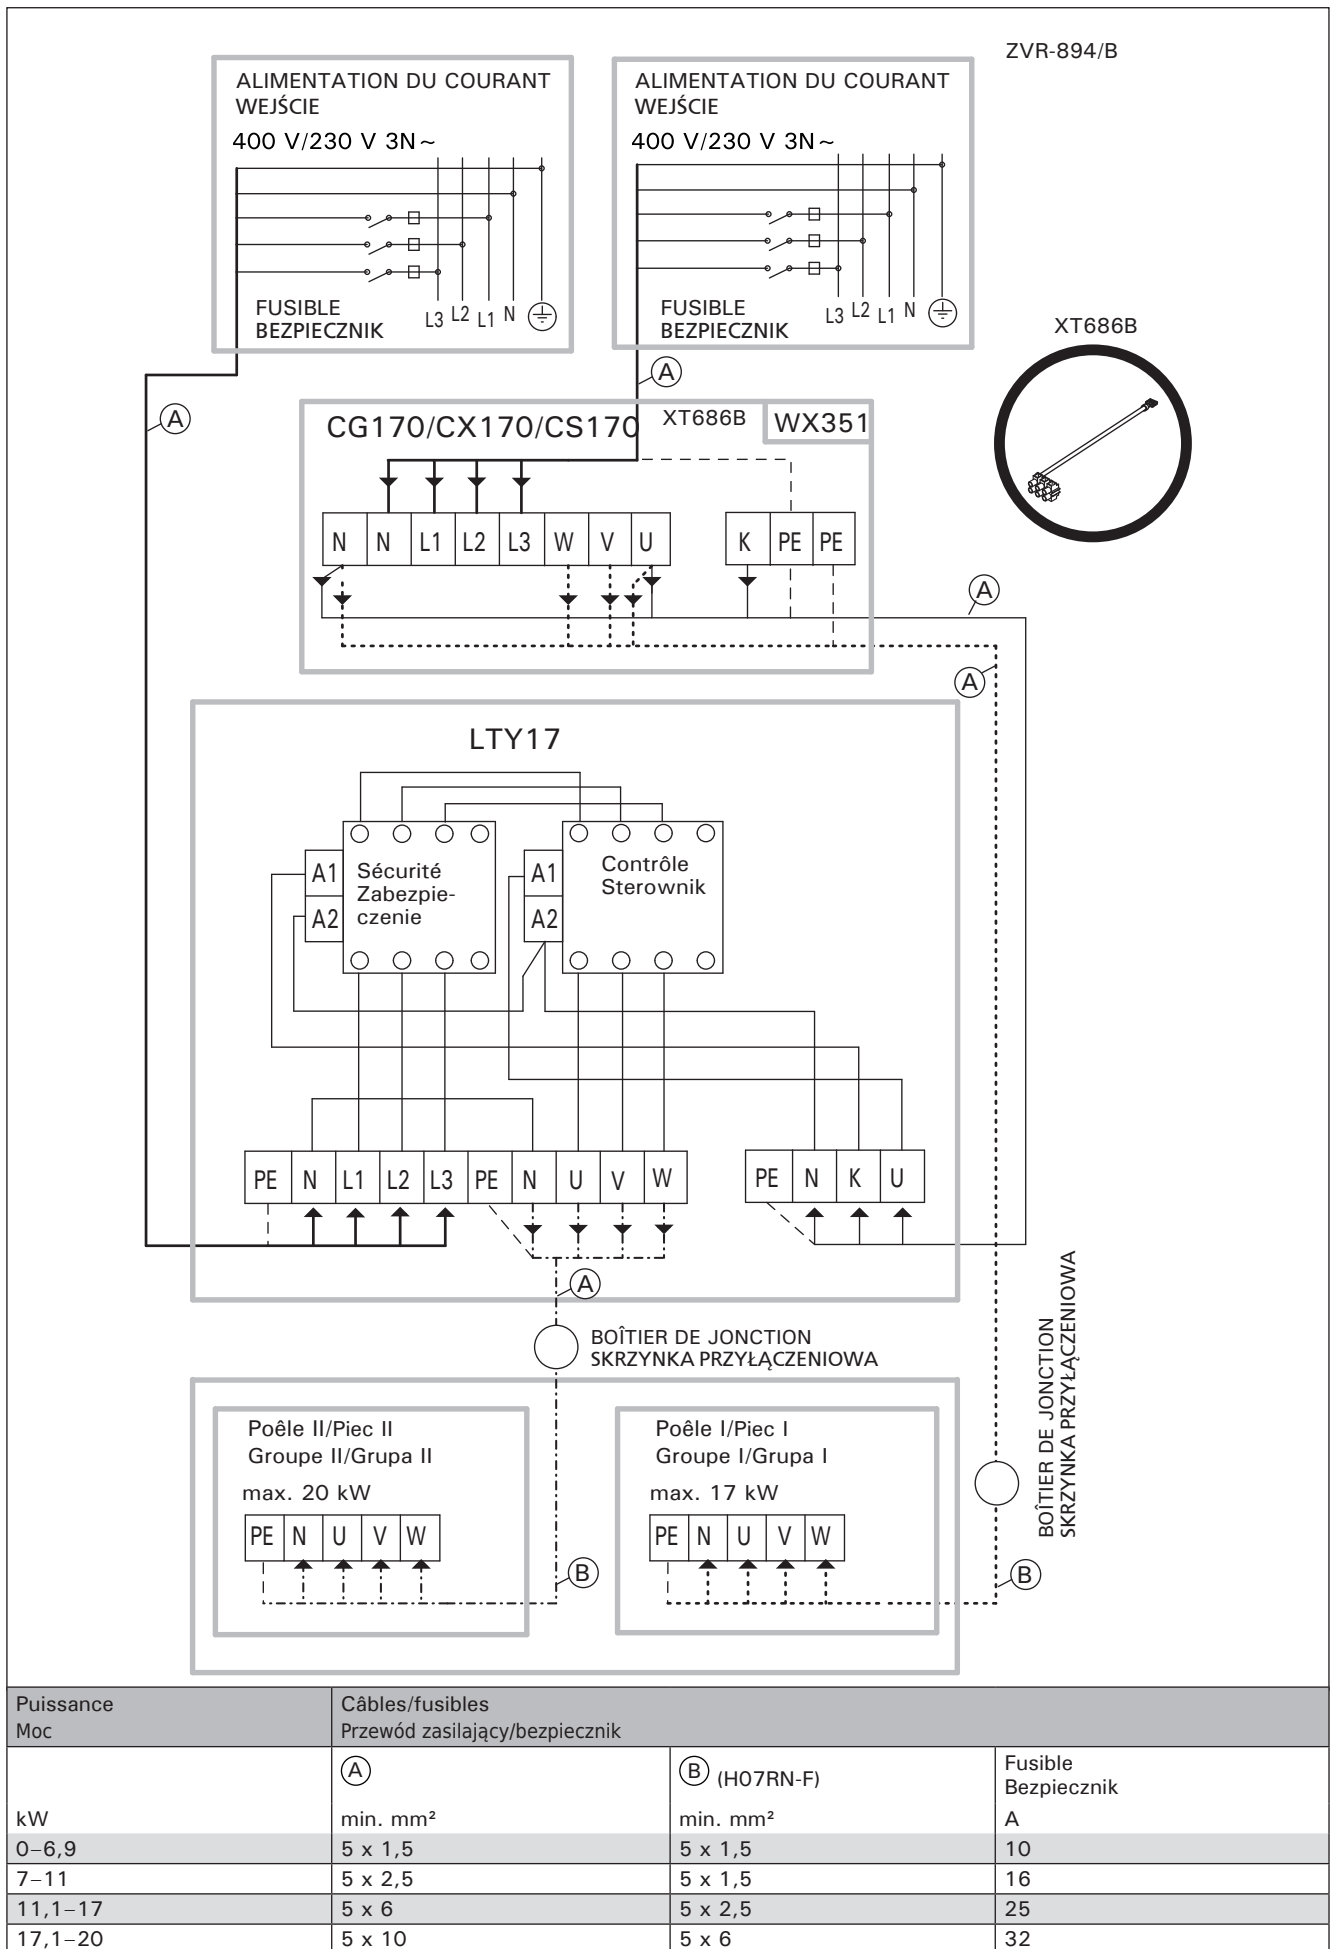 ZVR-894/B
ALIMENTATION DU COURANT
WEJŚCIE
400 V/230 V 3N~
FUSIBLE
BEZPIECZNIK
L3 L2 L1 N
ALIMENTATION DU COURANT
WEJŚCIE
400 V/230 V 3N~
FUSIBLE
BEZPIECZNIK
L3 L2 L1 N
XT686B
A
A
CG170/CX170/CS170
XT686B
WX351
N N L1 L2 L3 W V U
K PE PE
A
A
LTY17
A1
A2
Sécurité
Zabezpie-
czenie
A1
A2
Contrôle
Sterownik
PE N L1 L2 L3 PE N U V W
PE N K U
A
BOÎTIER DE JONCTION
SKRZYNKA PRZYŁĄCZENIOWA
BOÎTIER DE JONCTION
SKRZYNKA PRZYŁĄCZENIOWA
Poêle II/Piec II
Groupe II/Grupa II
max. 20 kW
PE N U V W
B
Poêle I/Piec I
Groupe I/Grupa I
max. 17 kW
PE N U V W
B
Puissance
Moc
Câbles/fusibles
Przewód zasilający/bezpiecznik
A
B (H07RN-F)
Fusible
Bezpiecznik
kW min. mm² min. mm² A
0–6,9 5 x 1,5 5 x 1,5 10
7–11 5 x 2,5 5 x 1,5 16
11,1–17 5 x 6 5 x 2,5 25
17,1–20 5 x 10 5 x 6 32